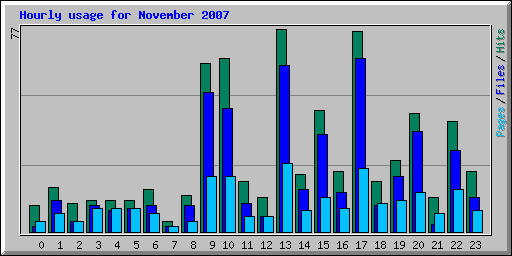 Hourly usage for November 2007
77
Pages / Files / Hits
0 1 2 3 4 5 6 7 8 9 10 11 12 13 14 15 16 17 18 19 20 21 22 23